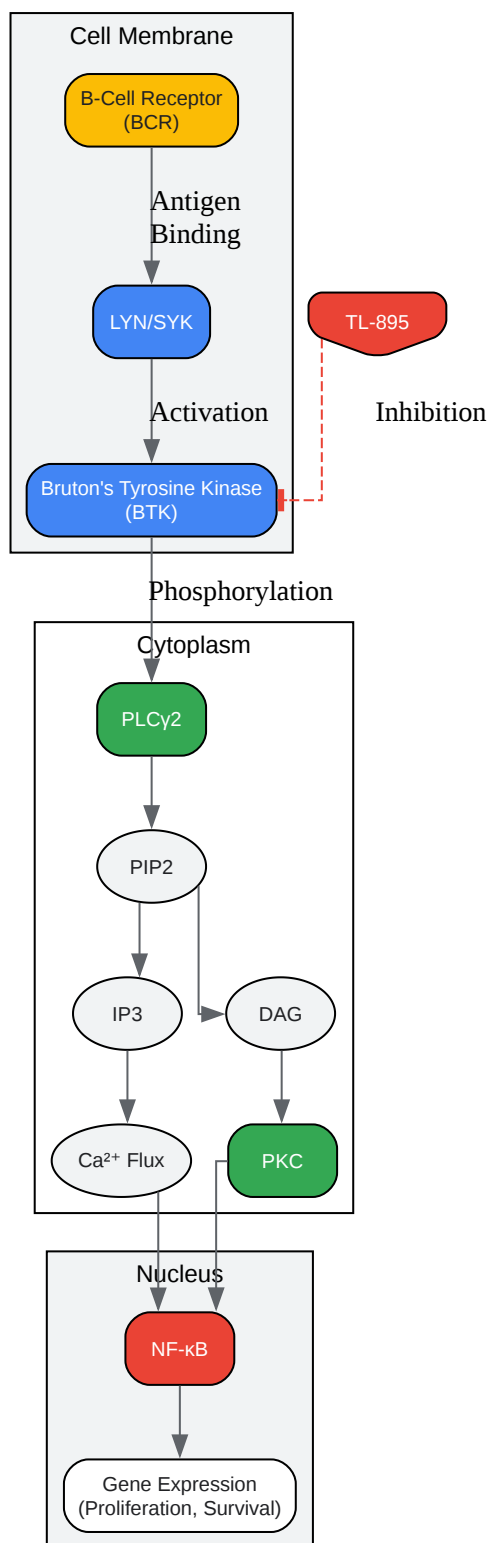 Cell Membrane
B-Cell Receptor
(BCR)
Antigen
Binding
LYN/SYK
TL-895
Activation
Inhibition
Bruton's Tyrosine Kinase
(BTK)
Phosphorylation
Cytoplasm
PLCγ2
PIP2
IP3
DAG
Ca²⁺ Flux
PKC
Nucleus
NF-κB
Gene Expression
(Proliferation, Survival)